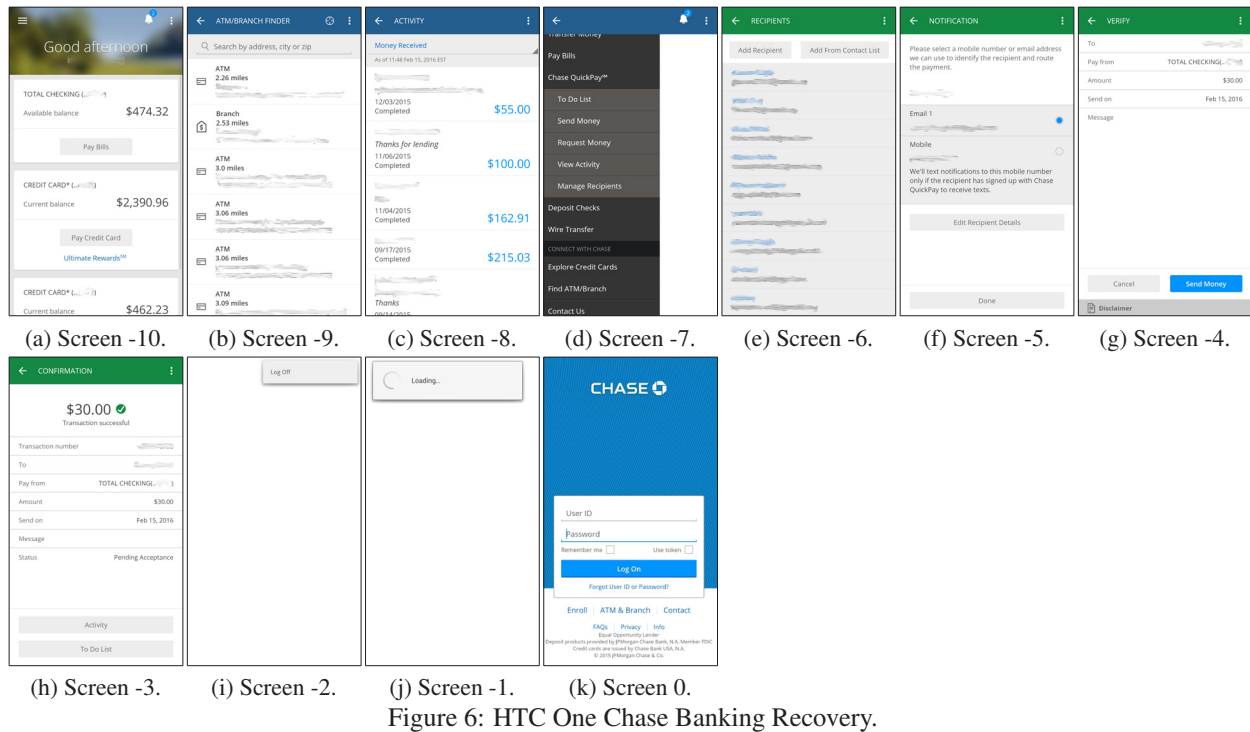 Good afternoon
TOTAL CHECKING (...
Available balance $474.32
Pay Bills
CREDIT CARD* (...
Current balance $2,390.96
Pay Credit Card
Ultimate Rewards℠
CREDIT CARD* (...
Current balance $462.23
(a) Screen -10.
ATM/BRANCH FINDER
Search by address, city or zip
ATM
2.26 miles
Branch
2.53 miles
ATM
3.0 miles
ATM
3.06 miles
ATM
3.06 miles
ATM
3.09 miles
(b) Screen -9.
ACTIVITY
Money Received
As of 11:48 Feb 15, 2016 EST
12/03/2015
Completed $55.00
Thanks for lending
11/06/2015
Completed $100.00
11/04/2015
Completed $162.91
09/17/2015
Completed $215.03
Thanks
09/14/2015
(c) Screen -8.
Transfer Money
Pay Bills
Chase QuickPay℠
To Do List
Send Money
Request Money
View Activity
Manage Recipients
Deposit Checks
Wire Transfer
CONNECT WITH CHASE
Explore Credit Cards
Find ATM/Branch
Contact Us
(d) Screen -7.
RECIPIENTS
Add Recipient Add From Contact List
(e) Screen -6.
NOTIFICATION
Please select a mobile number or email address
we can use to identify the recipient and route
the payment.
Email 1
Mobile
We'll text notifications to this mobile number
only if the recipient has signed up with Chase
QuickPay to receive texts.
Edit Recipient Details
Done
(f) Screen -5.
VERIFY
To
Pay from TOTAL CHECKING(..
Amount $30.00
Send on Feb 15, 2016
Message
Cancel Send Money
Disclaimer
(g) Screen -4.
CONFIRMATION
$30.00
Transaction successful
Transaction number
To
Pay from TOTAL CHECKING(.. )
Amount $30.00
Send on Feb 15, 2016
Message
Status Pending Acceptance
Activity
To Do List
(h) Screen -3.
Log Off
(i) Screen -2.
Loading...
(j) Screen -1.
CHASE
User ID
Password
Remember me Use token
Log On
Forgot User ID or Password?
Enroll | ATM & Branch | Contact
FAQs | Privacy | Info
Equal Opportunity Lender
Deposit products provided by JPMorgan Chase Bank, N.A. Member FDIC
Credit cards are issued by Chase Bank USA, N.A.
© 2015 JPMorgan Chase & Co.
(k) Screen 0.
Figure 6: HTC One Chase Banking Recovery.